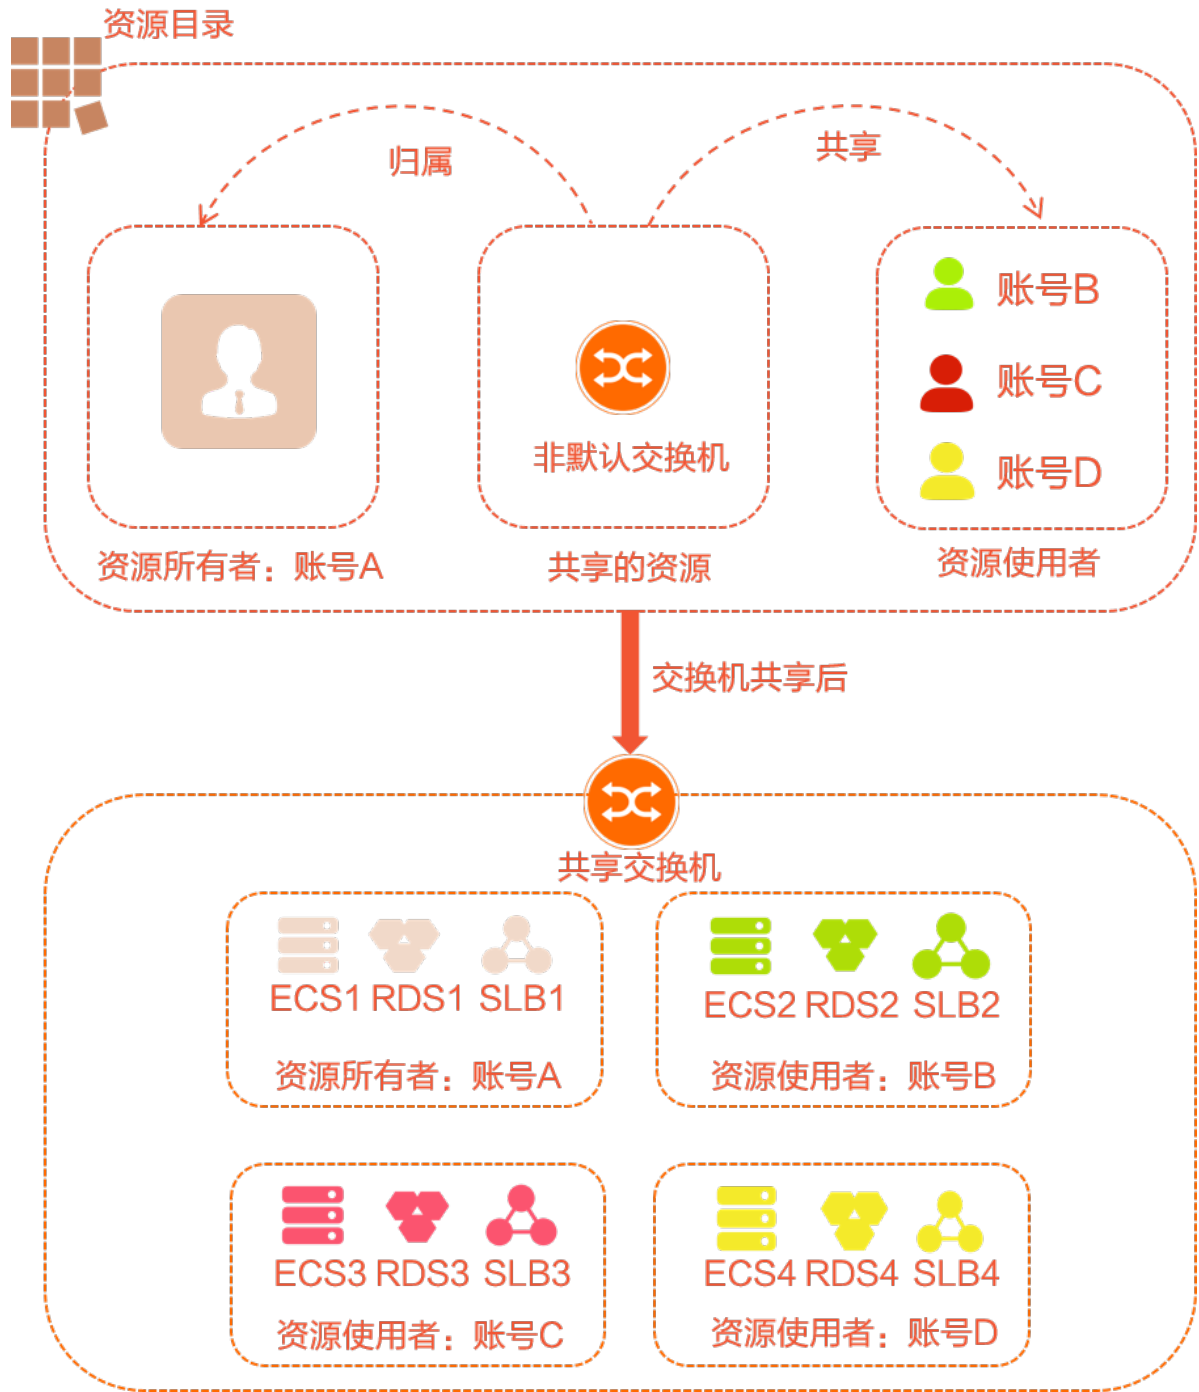 资源目录
归属
共享
账号B
账号C
账号D
非默认交换机
资源所有者：账号A
共享的资源
资源使用者
交换机共享后
共享交换机
ECS1 RDS1 SLB1
资源所有者：账号A
ECS2 RDS2 SLB2
资源使用者：账号B
ECS3 RDS3 SLB3
资源使用者：账号C
ECS4 RDS4 SLB4
资源使用者：账号D